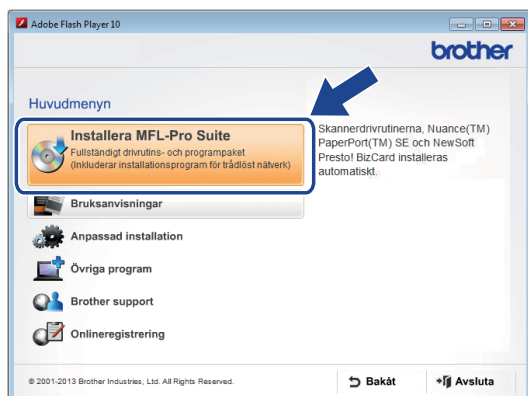 Adobe Flash Player 10
brother
Huvudmenyn
Installera MFL-Pro Suite
Fullständigt drivrutins- och programpaket
(Inkluderar installationsprogram för trådlöst nätverk)
Skannerdrivrutinerna, Nuance(TM)
PaperPort(TM) SE och NewSoft
Presto! BizCard installeras
automatiskt.
Bruksanvisningar
Anpassad installation
Övriga program
Brother support
Onlineregistrering
© 2001-2013 Brother Industries, Ltd. All Rights Reserved.
Bakåt
Avsluta